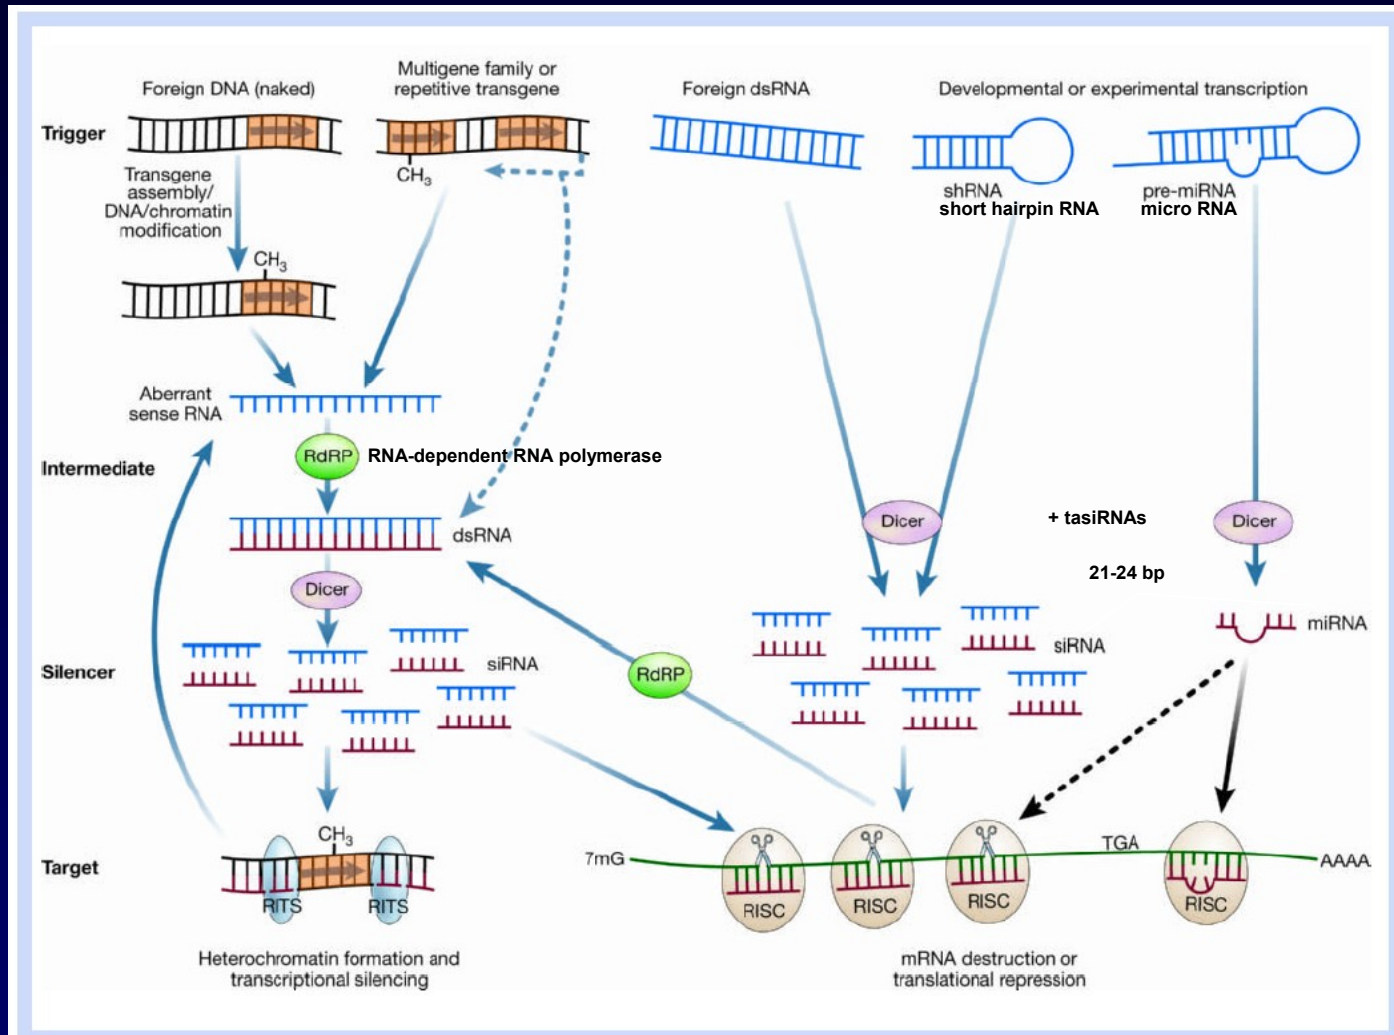 Foreign DNA (naked)
Multigene family or
repetitive transgene
Foreign dsRNA
Developmental or experimental transcription
Trigger
CH3
Transgene
assembly/
DNA/chromatin
modification
shRNA
short hairpin RNA
pre-miRNA
micro RNA
CH3
Aberrant
sense RNA
Intermediate
RdRP
RNA-dependent RNA polymerase
dsRNA
Dicer
Dicer
+ tasiRNAs
Dicer
21-24 bp
Silencer
siRNA
RdRP
siRNA
miRNA
Target
CH3
RITS
RITS
7mG
TGA
AAAA
RISC
RISC
RISC
RISC
Heterochromatin formation and
transcriptional silencing
mRNA destruction or
translational repression